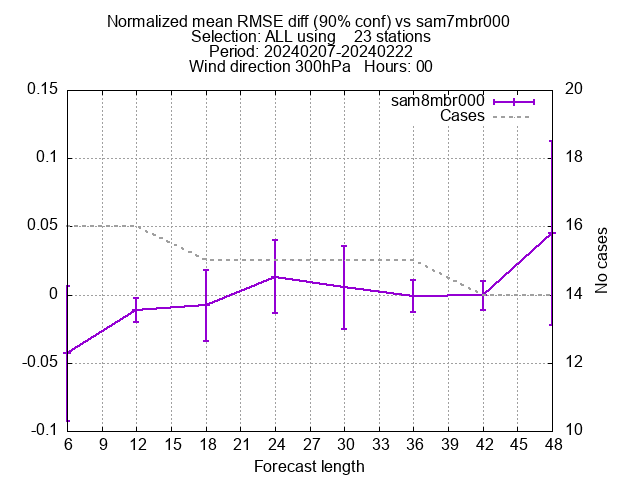 Normalized mean RMSE diff (90% conf) vs sam7mbr000
Selection: ALL using    23 stations
Period: 20240207-20240222
Wind direction 300hPa   Hours: 00
0.15
0.1
0.05
0
-0.05
-0.1
20
18
16
14
12
10
sam8mbr000
Cases
No cases
6 9 12 15 18 21 24 27 30 33 36 39 42 45 48
Forecast length